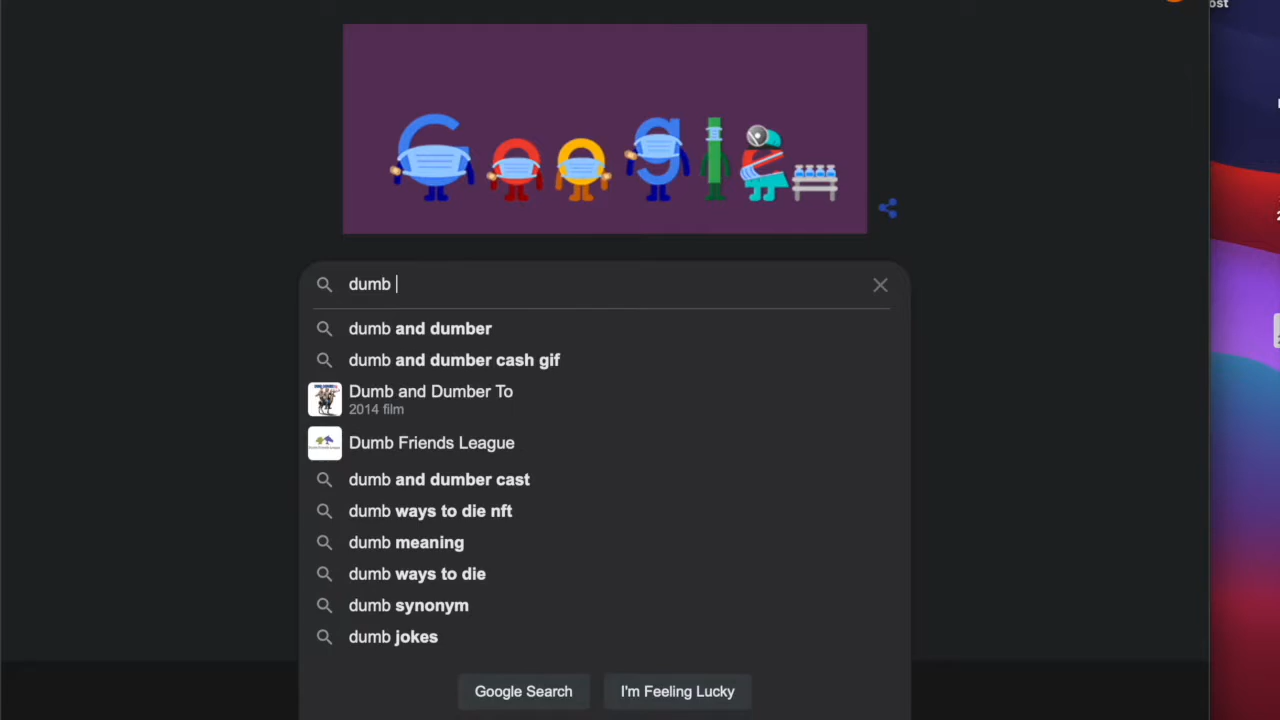 ost
Google
dumb
dumb and dumber
dumb and dumber cash gif
Dumb and Dumber To
2014 film
Dumb Friends League
dumb and dumber cast
dumb ways to die nft
dumb meaning
dumb ways to die
dumb synonym
dumb jokes
Google Search
I'm Feeling Lucky